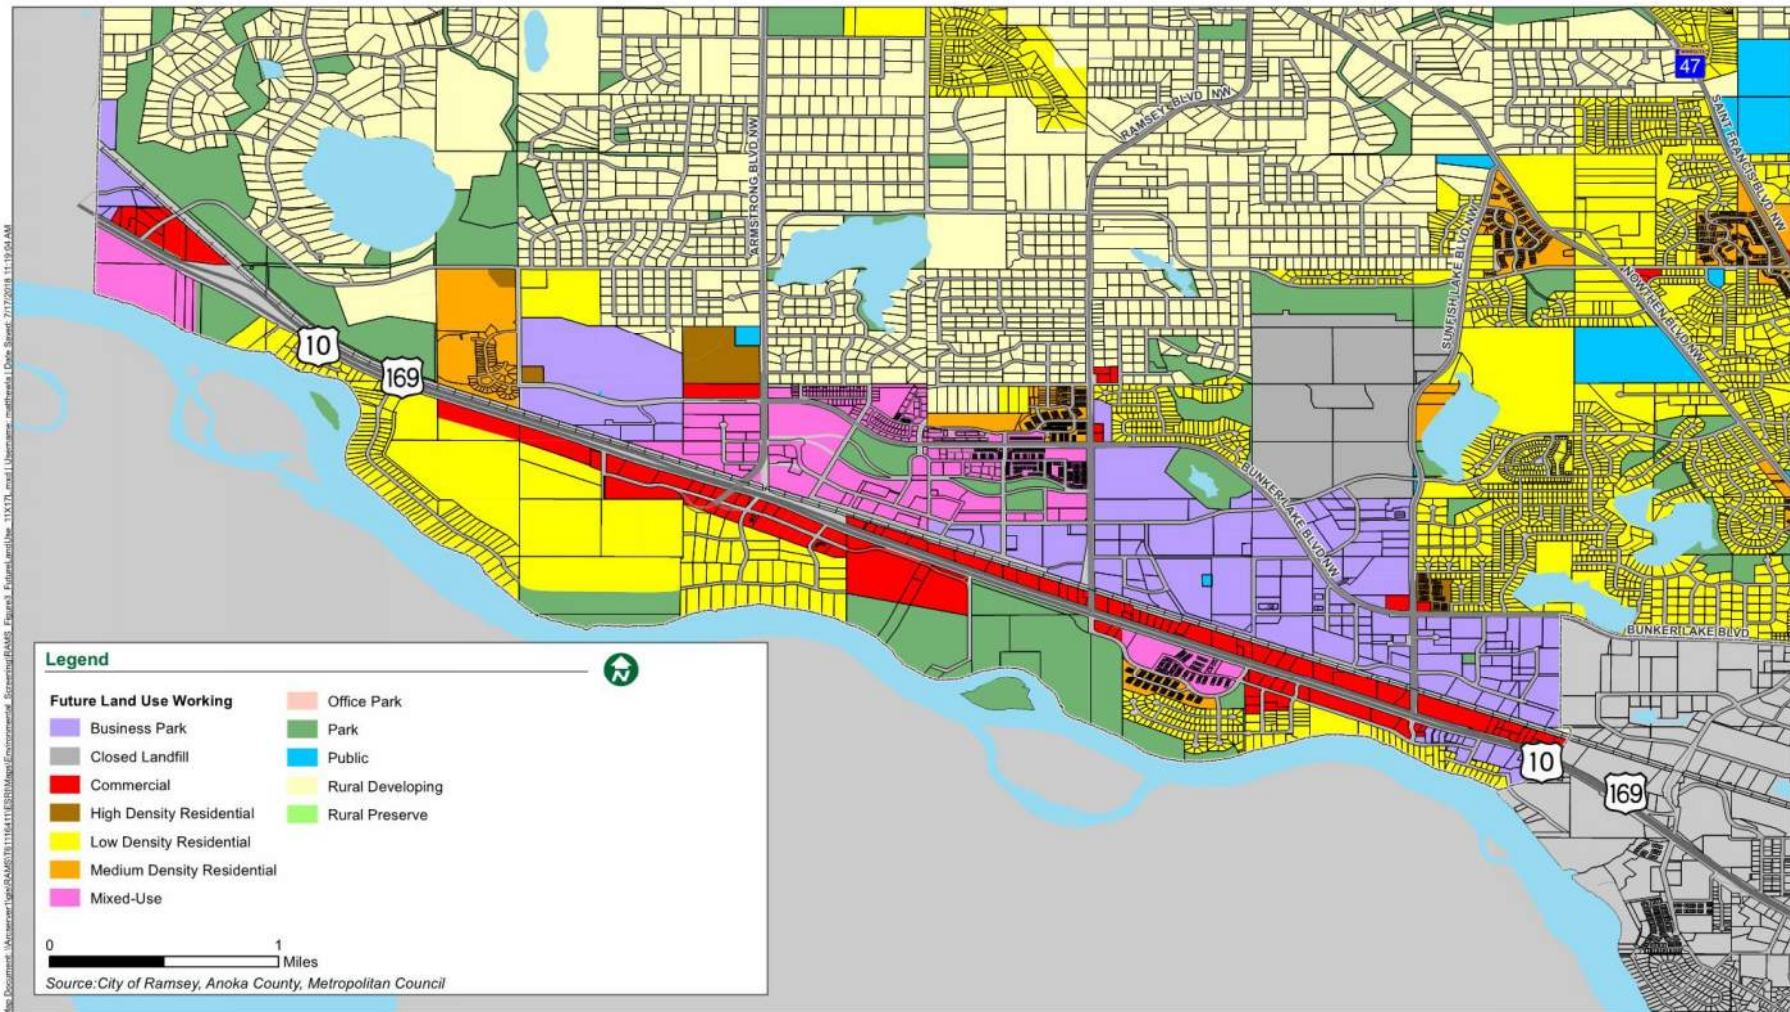 47
SAINT FRANCIS BLVD NW
RAMSEY BLVD NW
ARMSTRONG BLVD NW
SUNFISH LAKE BLVD NW
NOWTHEN BLVD NW
10
169
BUNKER LAKE BLVD NW
BUNKER LAKE BLVD
10
169
Legend
N
Future Land Use Working
Business Park
Closed Landfill
Commercial
High Density Residential
Low Density Residential
Medium Density Residential
Mixed-Use
Office Park
Park
Public
Rural Developing
Rural Preserve
0 1
Miles
Source:City of Ramsey, Anoka County, Metropolitan Council